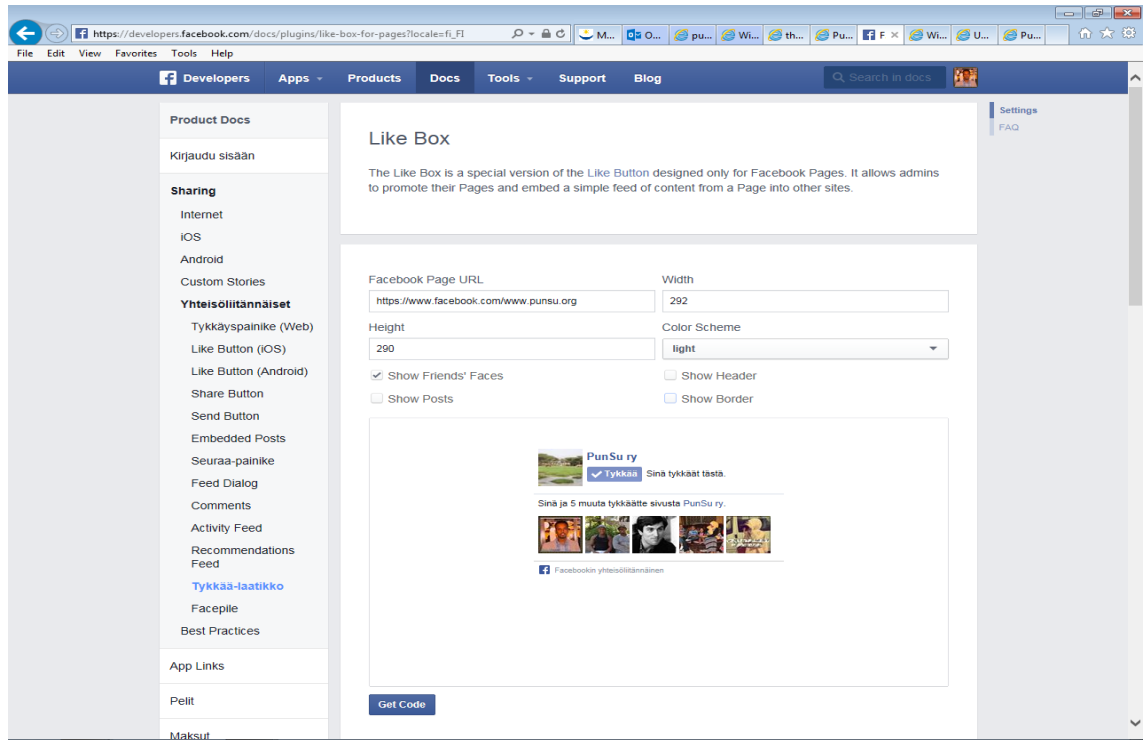 https://developers.facebook.com/docs/plugins/like-box-for-pages?locale=fi_FI
M...
O...
pu...
Wi...
th...
Pu...
F
Wi...
U...
Pu...
File Edit View Favorites Tools Help
Developers Apps Products Docs Tools Support Blog
Search in docs
Product Docs
Kirjaudu sisään
Sharing
Internet
iOS
Android
Custom Stories
Yhteisöliitännäiset
Tykkäyspainike (Web)
Like Button (iOS)
Like Button (Android)
Share Button
Send Button
Embedded Posts
Seuraa-painike
Feed Dialog
Comments
Activity Feed
Recommendations
Feed
Tykkää-laatikko
Facepile
Best Practices
App Links
Pelit
Maksut
Like Box
The Like Box is a special version of the Like Button designed only for Facebook Pages. It allows admins
to promote their Pages and embed a simple feed of content from a Page into other sites.
Facebook Page URL
https://www.facebook.com/www.punsu.org
Width
292
Height
290
Color Scheme
light
Show Friends' Faces
Show Header
Show Posts
Show Border
PunSu ry
Tykkää Sinä tykkäät tästä.
Sinä ja 5 muuta tykkäätte sivusta PunSu ry.
Facebookin yhteisöliitännäinen
Get Code
Settings
FAQ